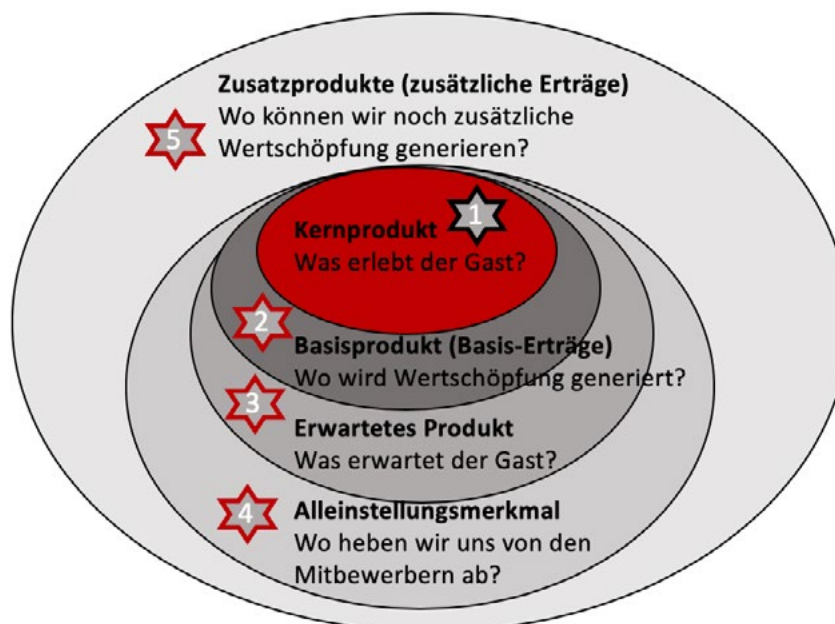 Zusatzprodukte (zusätzliche Erträge)
Wo können wir noch zusätzliche
5
Wertschöpfung generieren?
1
Kernprodukt
Was erlebt der Gast?
2
Basisprodukt (Basis-Erträge)
Wo wird Wertschöpfung generiert?
3
Erwartetes Produkt
Was erwartet der Gast?
4
Alleinstellungsmerkmal
Wo heben wir uns von den
Mitbewerbern ab?